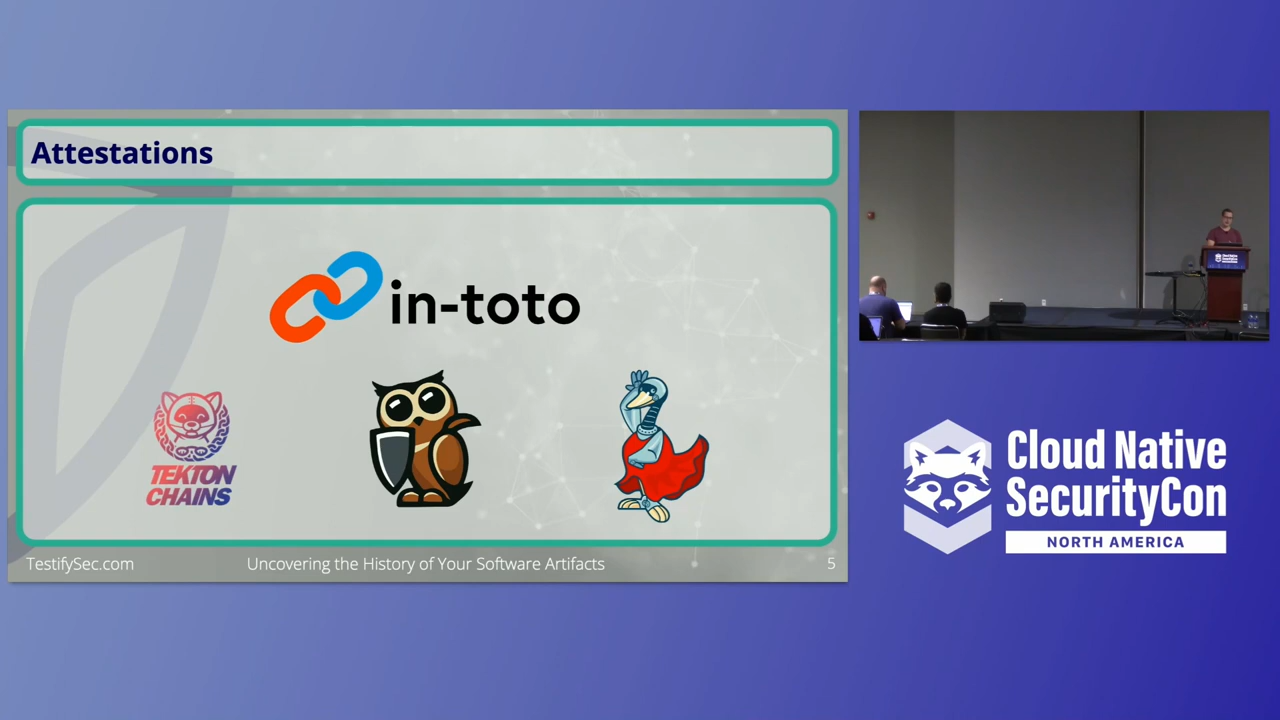 Attestations
in-toto
TEKTON
CHAINS
TestifySec.com
Uncovering the History of Your Software Artifacts
5
Cloud Native
SecurityCon
NORTH AMERICA